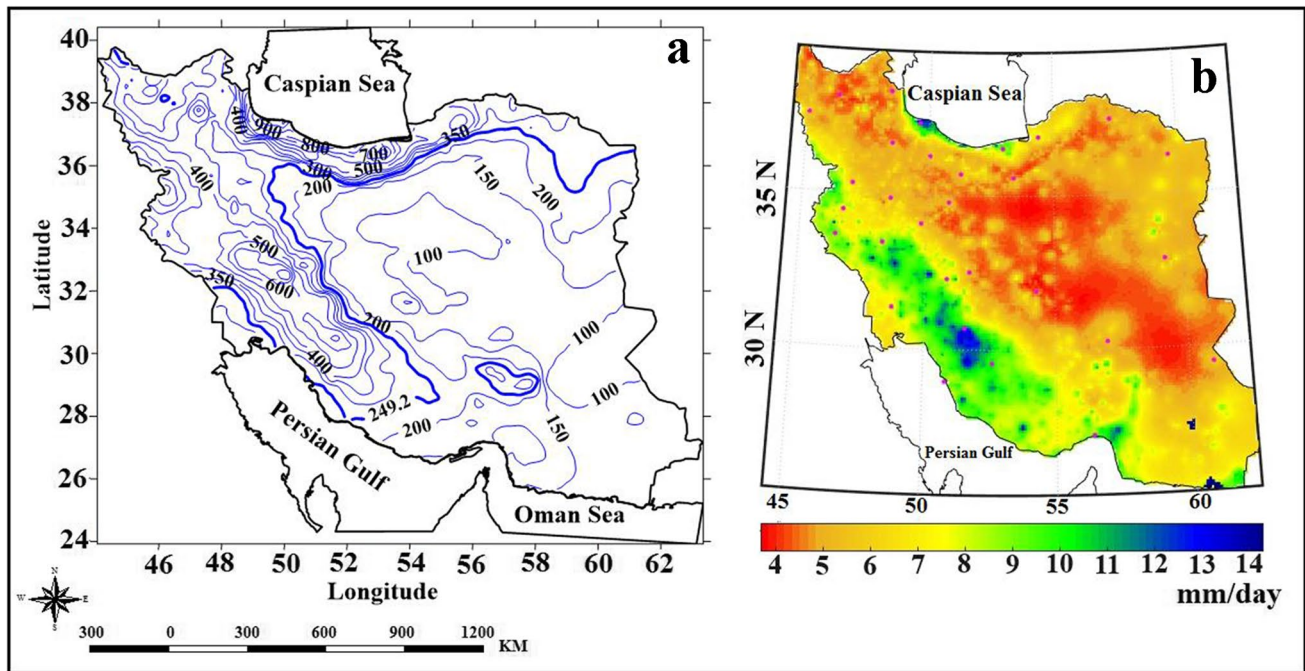 a
40
38
36
34
32
30
28
26
24
Latitude
Caspian Sea
400
900
800
700
350
500
300
200
400
150
200
500
100
350
600
200
100
400
249.2
100
200
150
Persian Gulf
Oman Sea
46 48 50 52 54 56 58 60 62
Longitude
N
W E
S
300 0 300 600 900 1200
KM
b
Caspian Sea
35 N
30 N
Persian Gulf
45 50 55 60
4 5 6 7 8 9 10 11 12 13 14
mm/day